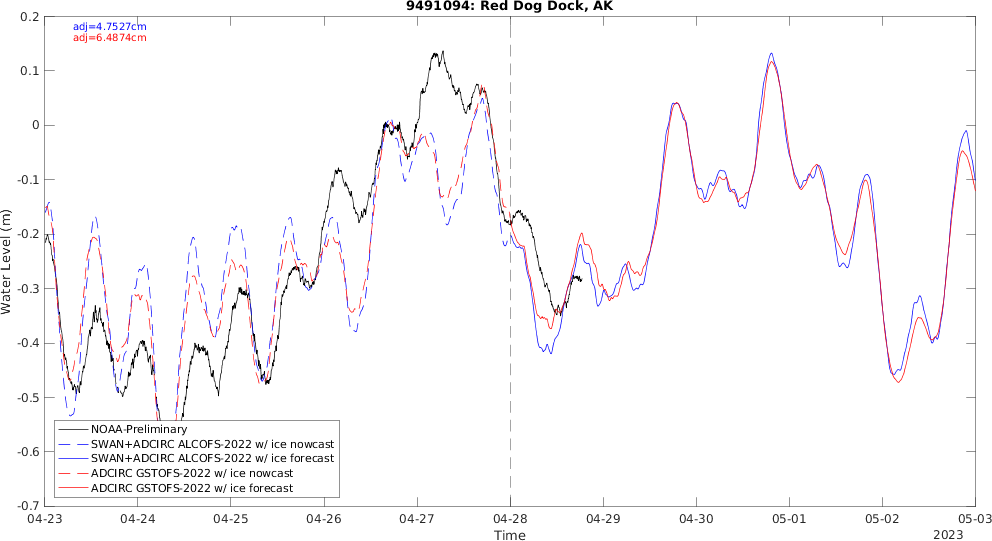 9491094: Red Dog Dock, AK
adj=4.7527cm
adj=6.4874cm
Water Level (m)
0.2
0.1
0
-0.1
-0.2
-0.3
-0.4
-0.5
-0.6
-0.7
NOAA-Preliminary
SWAN+ADCIRC ALCOFS-2022 w/ ice nowcast
SWAN+ADCIRC ALCOFS-2022 w/ ice forecast
ADCIRC GSTOFS-2022 w/ ice nowcast
ADCIRC GSTOFS-2022 w/ ice forecast
04-23 04-24 04-25 04-26 04-27 04-28 04-29 04-30 05-01 05-02 05-03
Time
2023